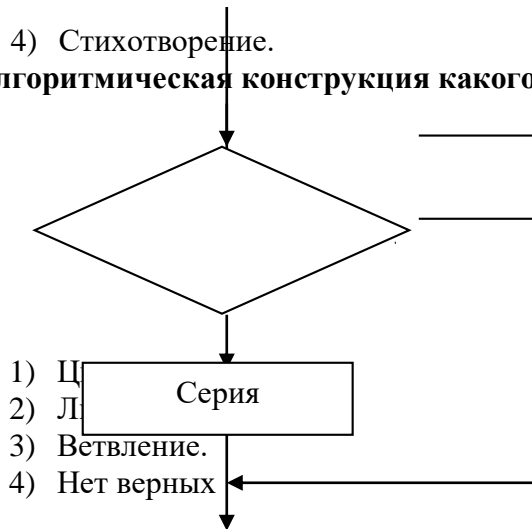 4) Стихотворение.
лгоритмическая конструкция какого
1) Ц
Серия
2) Л
3) Ветвление.
4) Нет верных